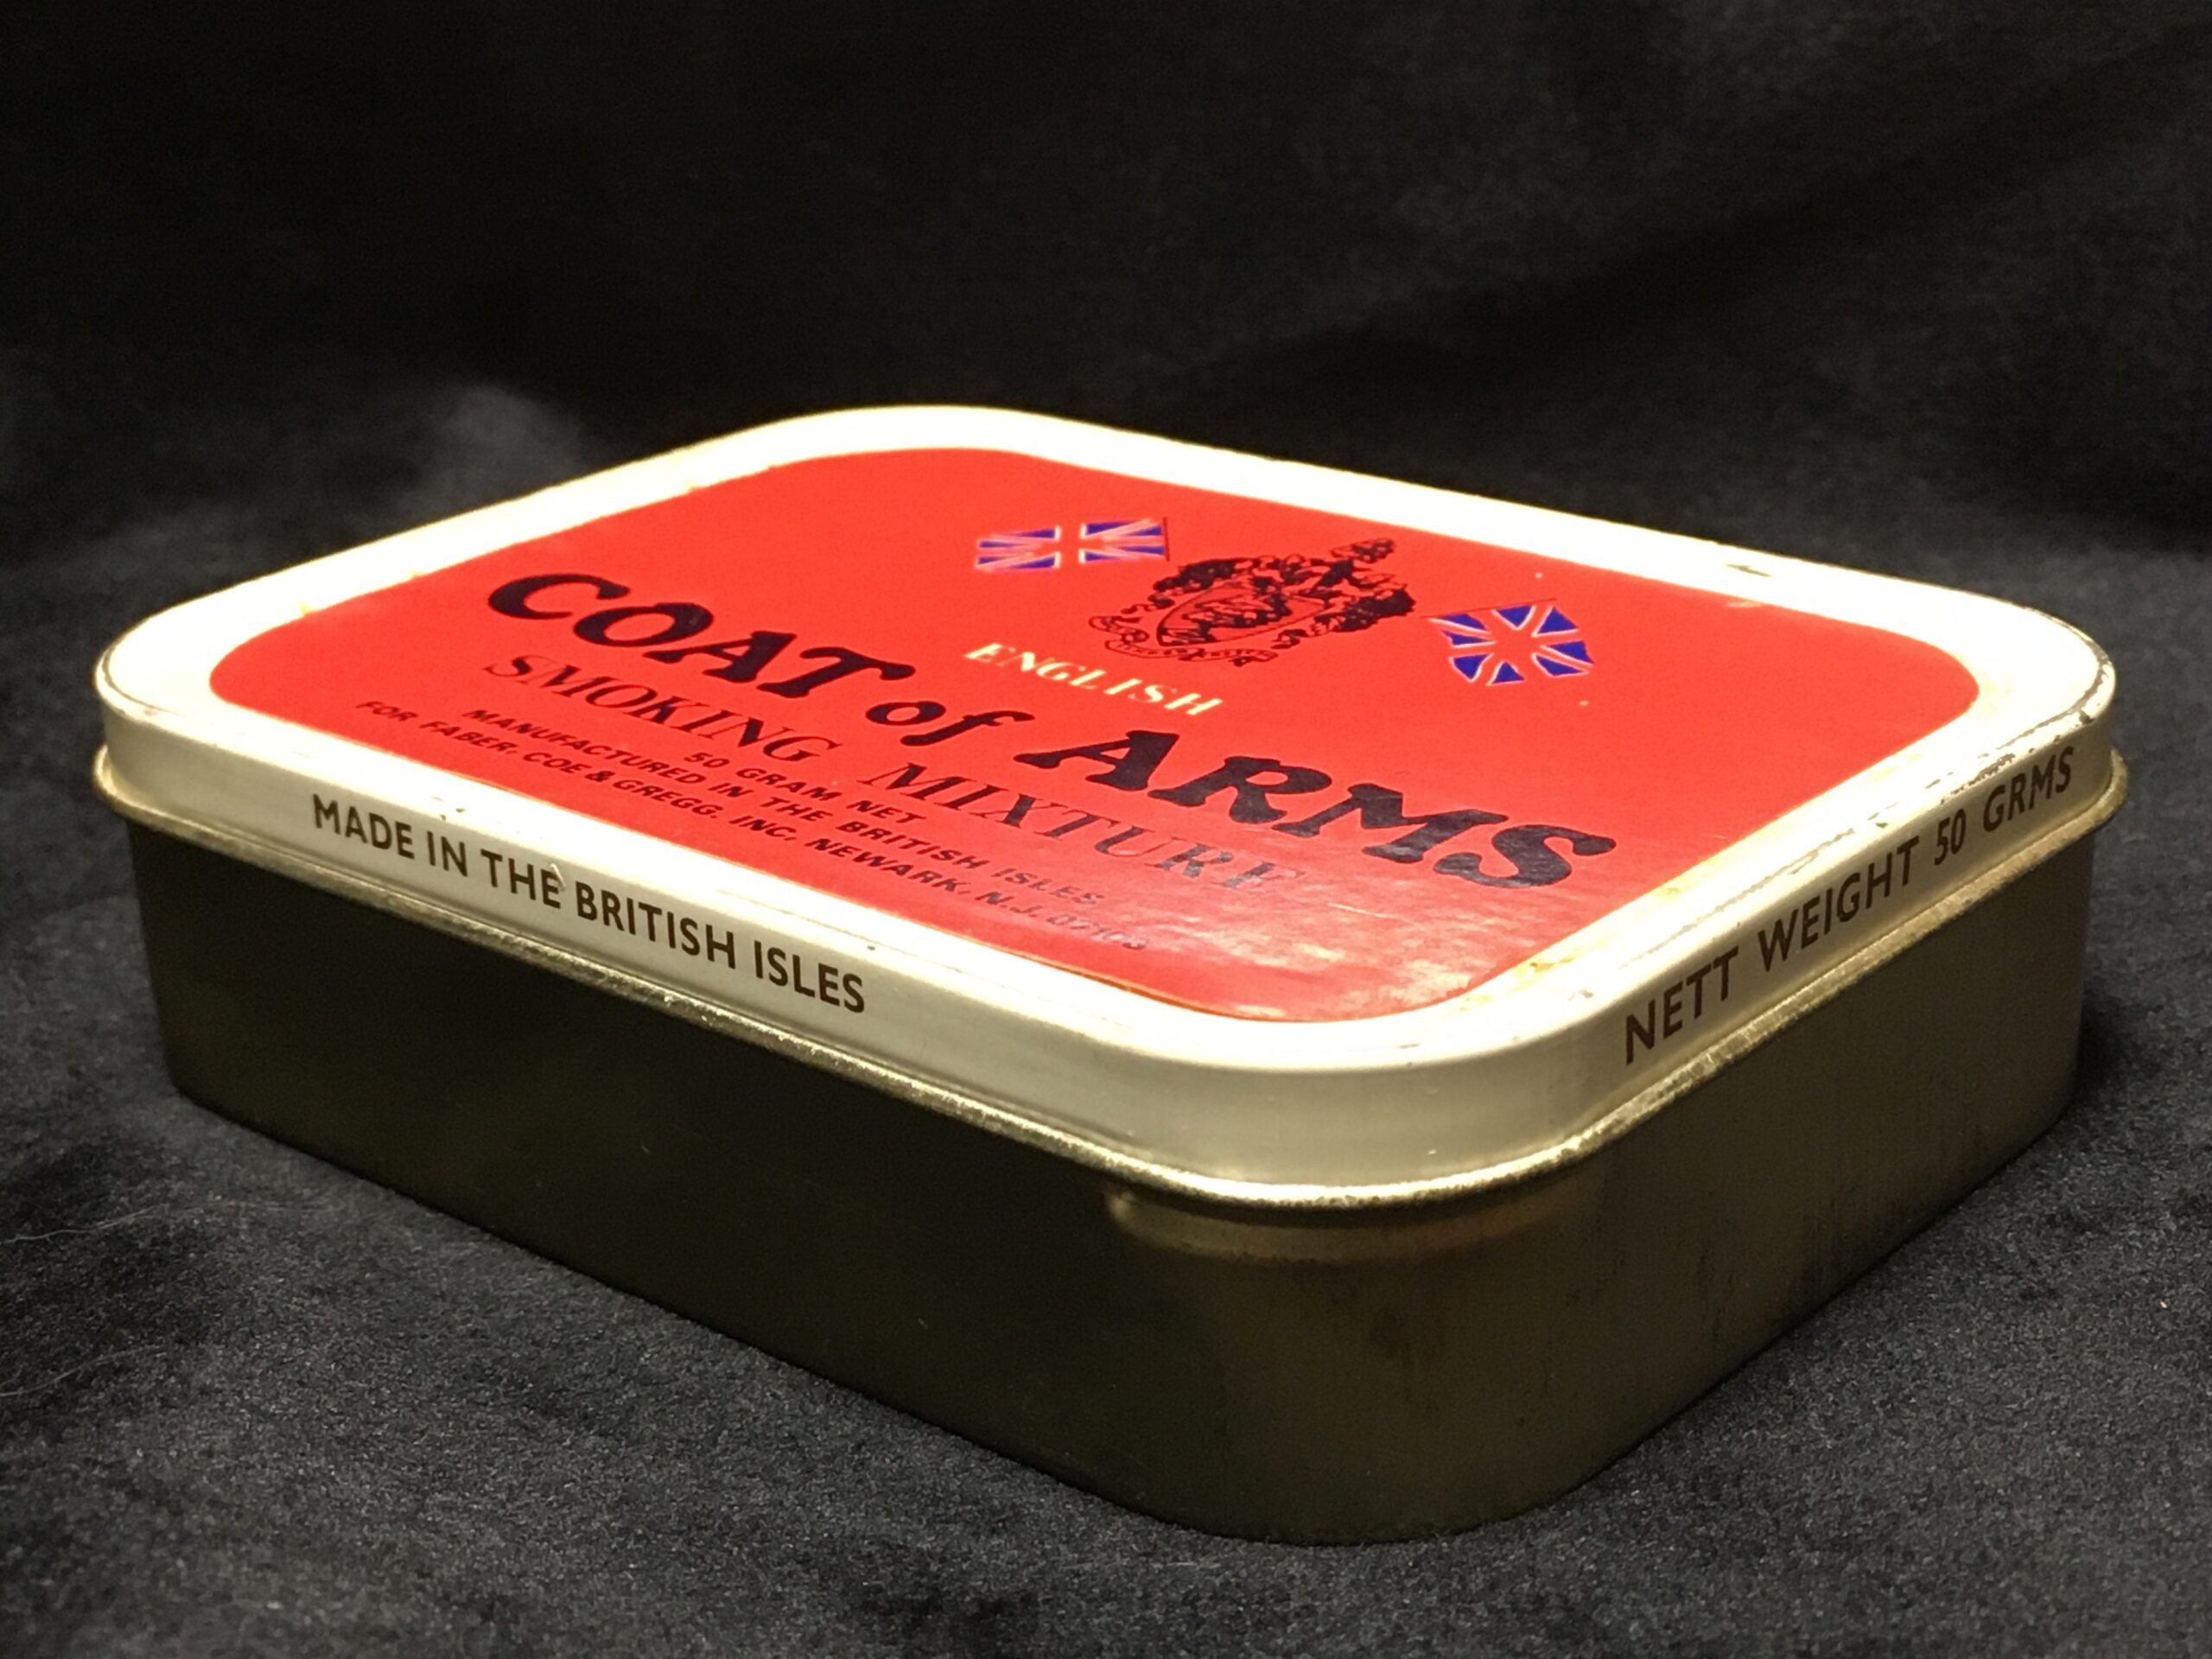 ENGLISH
COAT of ARMS
SMOKING MIXTURE
50 GRAM NET
MANUFACTURED IN THE BRITISH ISLES
FOR FABER, COE & GREGG, INC, NEWARK, N.J. 07108
MADE IN THE BRITISH ISLES
NETT WEIGHT 50 GRMS